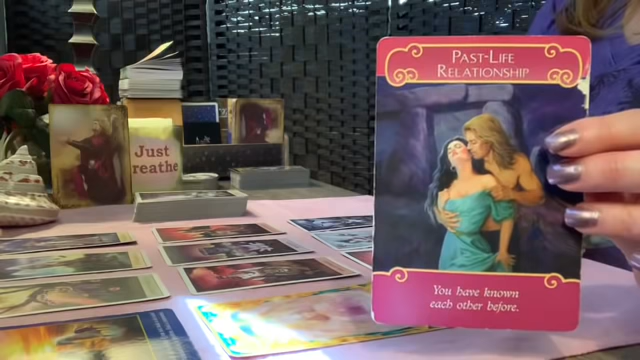 Past-Life
Relationship
Just
reathe
You have known
each other before.